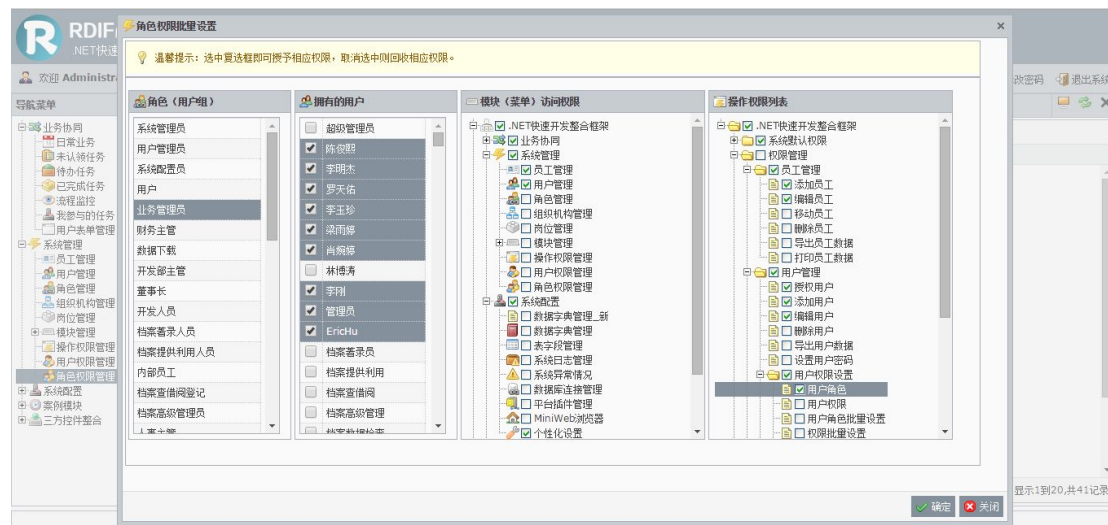 RDIF
.NET快速
欢迎 Administr
改密码 退出系统
导航菜单
业务协同
日常业务
未认领任务
待办任务
已完成任务
流程监控
我参与的任务
用户表单管理
系统管理
员工管理
用户管理
角色管理
组织机构管理
岗位管理
模块管理
操作权限管理
用户权限管理
角色权限管理
系统配置
案例模块
三方控件整合
角色权限批量设置
温馨提示：选中复选框即可授予相应权限，取消选中则回收相应权限。
角色（用户组）
系统管理员
用户管理员
系统配置员
用户
业务管理员
财务主管
数据下载
开发部主管
董事长
开发人员
档案著录人员
档案提供利用人员
内部员工
档案查借阅登记
档案高级管理员
人事主管
拥有的用户
超级管理员
陈俊熙
李明杰
罗天佑
李玉珍
梁雨婷
肖婉婷
林博涛
李刚
管理员
EricHu
档案著录员
档案提供利用
档案查借阅
档案高级管理
档案数据检索
模块（菜单）访问权限
.NET快速开发整合框架
业务协同
系统管理
员工管理
用户管理
角色管理
组织机构管理
岗位管理
模块管理
操作权限管理
用户权限管理
角色权限管理
系统配置
数据字典管理_新
数据字典管理
表字段管理
系统日志管理
系统异常情况
数据库连接管理
平台插件管理
MiniWeb浏览器
个性化设置
操作权限列表
.NET快速开发整合框架
系统默认权限
权限管理
员工管理
添加员工
编辑员工
移动员工
删除员工
导出员工数据
打印员工数据
用户管理
授权用户
添加用户
编辑用户
删除用户
导出用户数据
设置用户密码
用户权限设置
用户角色
用户权限
用户角色批量设置
权限批量设置
显示1到20,共41记录
确定 关闭